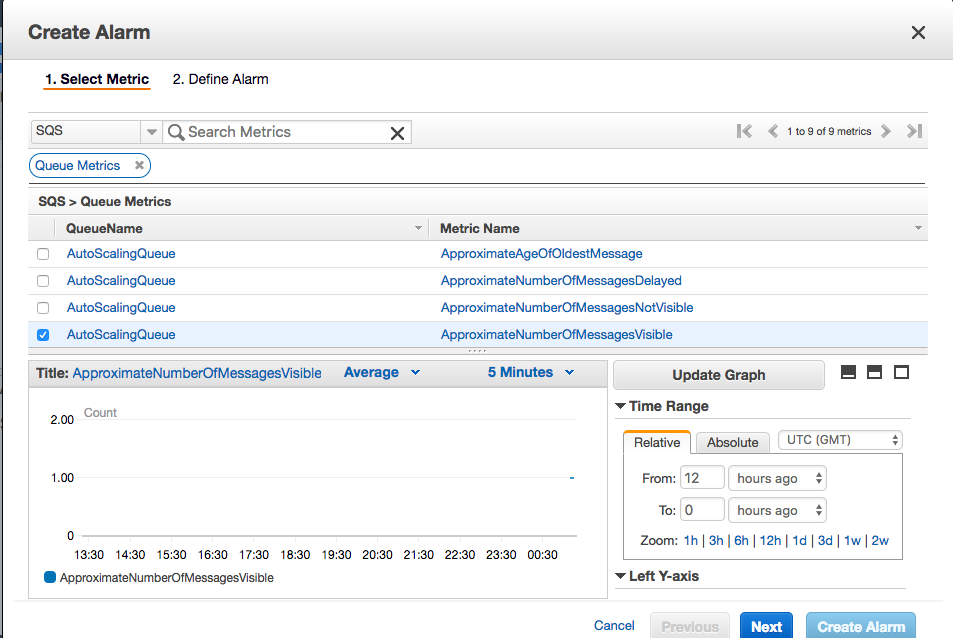 Create Alarm
1. Select Metric 2. Define Alarm
SQS Search Metrics 1 to 9 of 9 metrics
Queue Metrics
SQS > Queue Metrics
QueueName Metric Name
AutoScalingQueue ApproximateAgeOfOldestMessage
AutoScalingQueue ApproximateNumberOfMessagesDelayed
AutoScalingQueue ApproximateNumberOfMessagesNotVisible
AutoScalingQueue ApproximateNumberOfMessagesVisible
Title: ApproximateNumberOfMessagesVisible Average 5 Minutes
Count
2.00
1.00
0
13:30 14:30 15:30 16:30 17:30 18:30 19:30 20:30 21:30 22:30 23:30 00:30
ApproximateNumberOfMessagesVisible
Update Graph
Time Range
Relative Absolute UTC (GMT)
From: 12 hours ago
To: 0 hours ago
Zoom: 1h | 3h | 6h | 12h | 1d | 3d | 1w | 2w
Left Y-axis
Cancel Previous Next Create Alarm